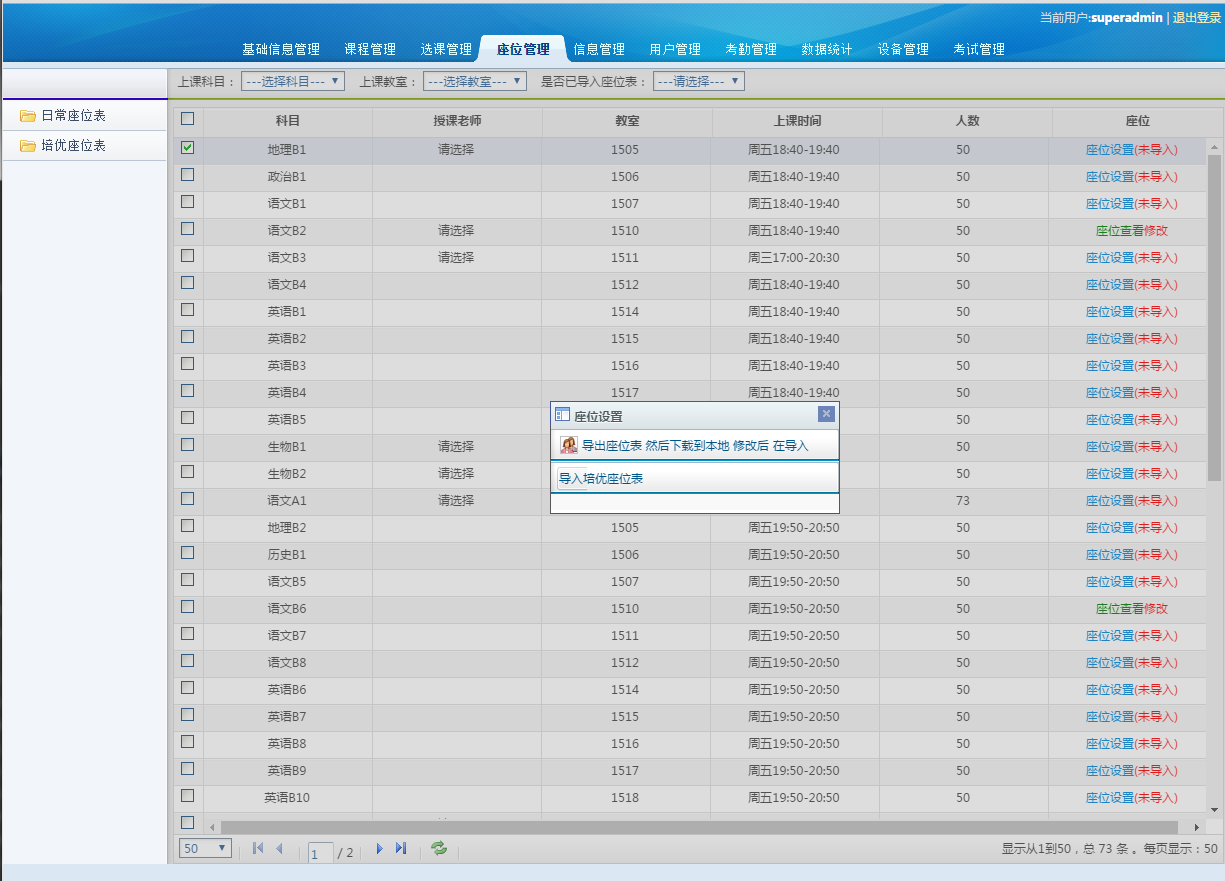 当前用户:superadmin | 退出登录
基础信息管理 课程管理 选课管理 座位管理 信息管理 用户管理 考勤管理 数据统计 设备管理 考试管理
上课科目： ---选择科目--- 上课教室： ---选择教室--- 是否已导入座位表： ---请选择---
日常座位表
培优座位表
科目 授课老师 教室 上课时间 人数 座位
地理B1 请选择 1505 周五18:40-19:40 50 座位设置(未导入)
政治B1 1506 周五18:40-19:40 50 座位设置(未导入)
语文B1 1507 周五18:40-19:40 50 座位设置(未导入)
语文B2 请选择 1510 周五18:40-19:40 50 座位查看修改
语文B3 请选择 1511 周三17:00-20:30 50 座位设置(未导入)
语文B4 1512 周五18:40-19:40 50 座位设置(未导入)
英语B1 1514 周五18:40-19:40 50 座位设置(未导入)
英语B2 1515 周五18:40-19:40 50 座位设置(未导入)
英语B3 1516 周五18:40-19:40 50 座位设置(未导入)
英语B4 1517 周五18:40-19:40 50 座位设置(未导入)
英语B5 50 座位设置(未导入)
生物B1 请选择 50 座位设置(未导入)
生物B2 请选择 50 座位设置(未导入)
语文A1 请选择 73 座位设置(未导入)
座位设置
导出座位表 然后下载到本地 修改后 在导入
导入培优座位表
地理B2 1505 周五19:50-20:50 50 座位设置(未导入)
历史B1 1506 周五19:50-20:50 50 座位设置(未导入)
语文B5 1507 周五19:50-20:50 50 座位设置(未导入)
语文B6 1510 周五19:50-20:50 50 座位查看修改
语文B7 1511 周五19:50-20:50 50 座位设置(未导入)
语文B8 1512 周五19:50-20:50 50 座位设置(未导入)
英语B6 1514 周五19:50-20:50 50 座位设置(未导入)
英语B7 1515 周五19:50-20:50 50 座位设置(未导入)
英语B8 1516 周五19:50-20:50 50 座位设置(未导入)
英语B9 1517 周五19:50-20:50 50 座位设置(未导入)
英语B10 1518 周五19:50-20:50 50 座位设置(未导入)
50 1 / 2 显示从1到50，总 73 条 。每页显示：50